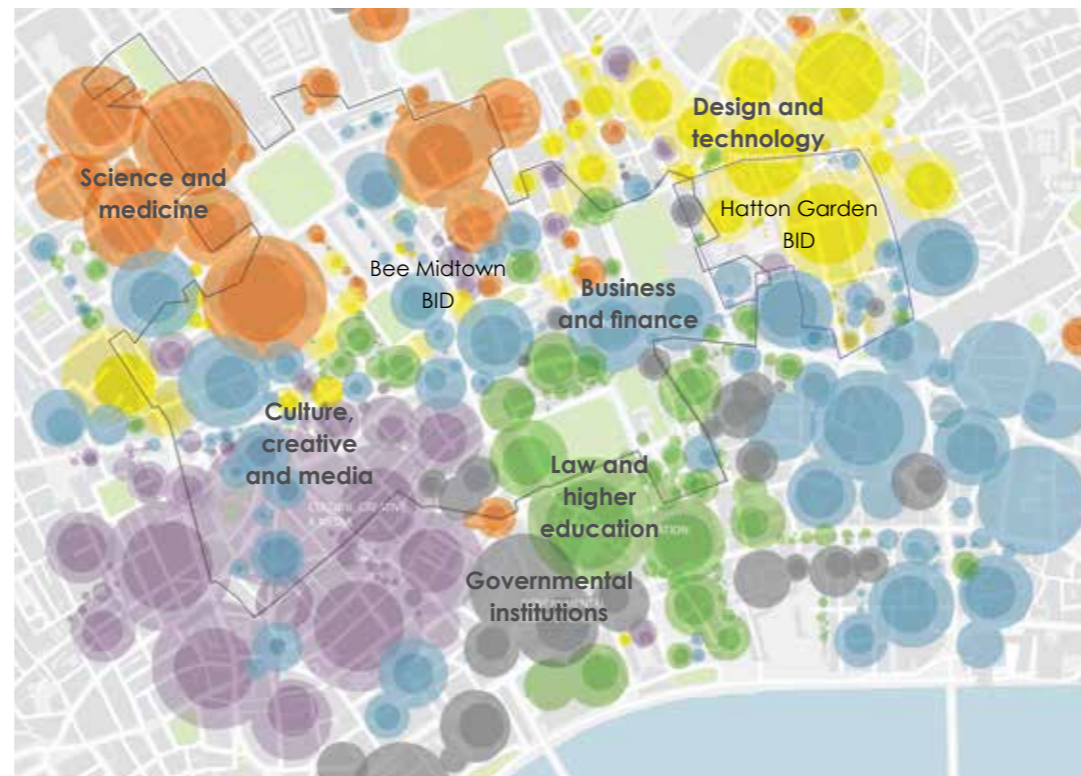 Design and
technology
Science and
medicine
Hatton Garden
BID
Bee Midtown
BID
Business
and finance
Culture,
creative
and media
Law and
higher
education
Governmental
institutions